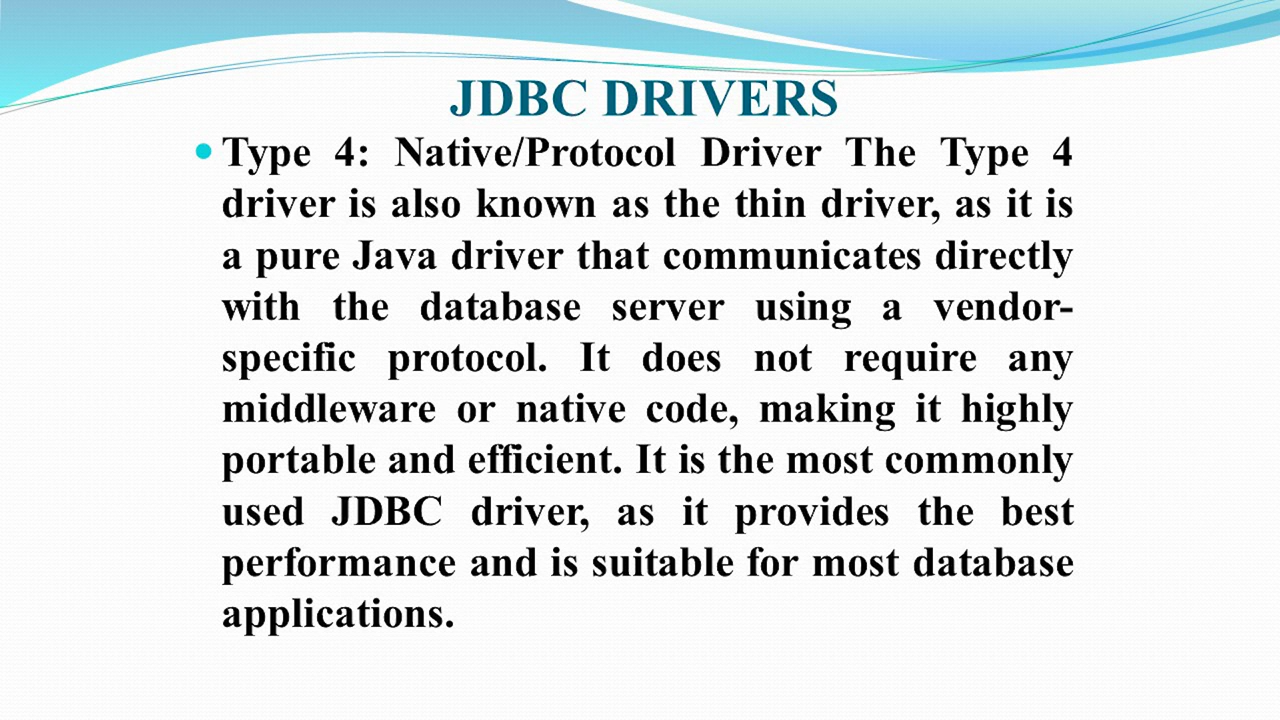 JDBC DRIVERS
• Type 4: Native/Protocol Driver The Type 4
driver is also known as the thin driver, as it is
a pure Java driver that communicates directly
with the database server using a vendor-
specific protocol. It does not require any
middleware or native code, making it highly
portable and efficient. It is the most commonly
used JDBC driver, as it provides the best
performance and is suitable for most database
applications.